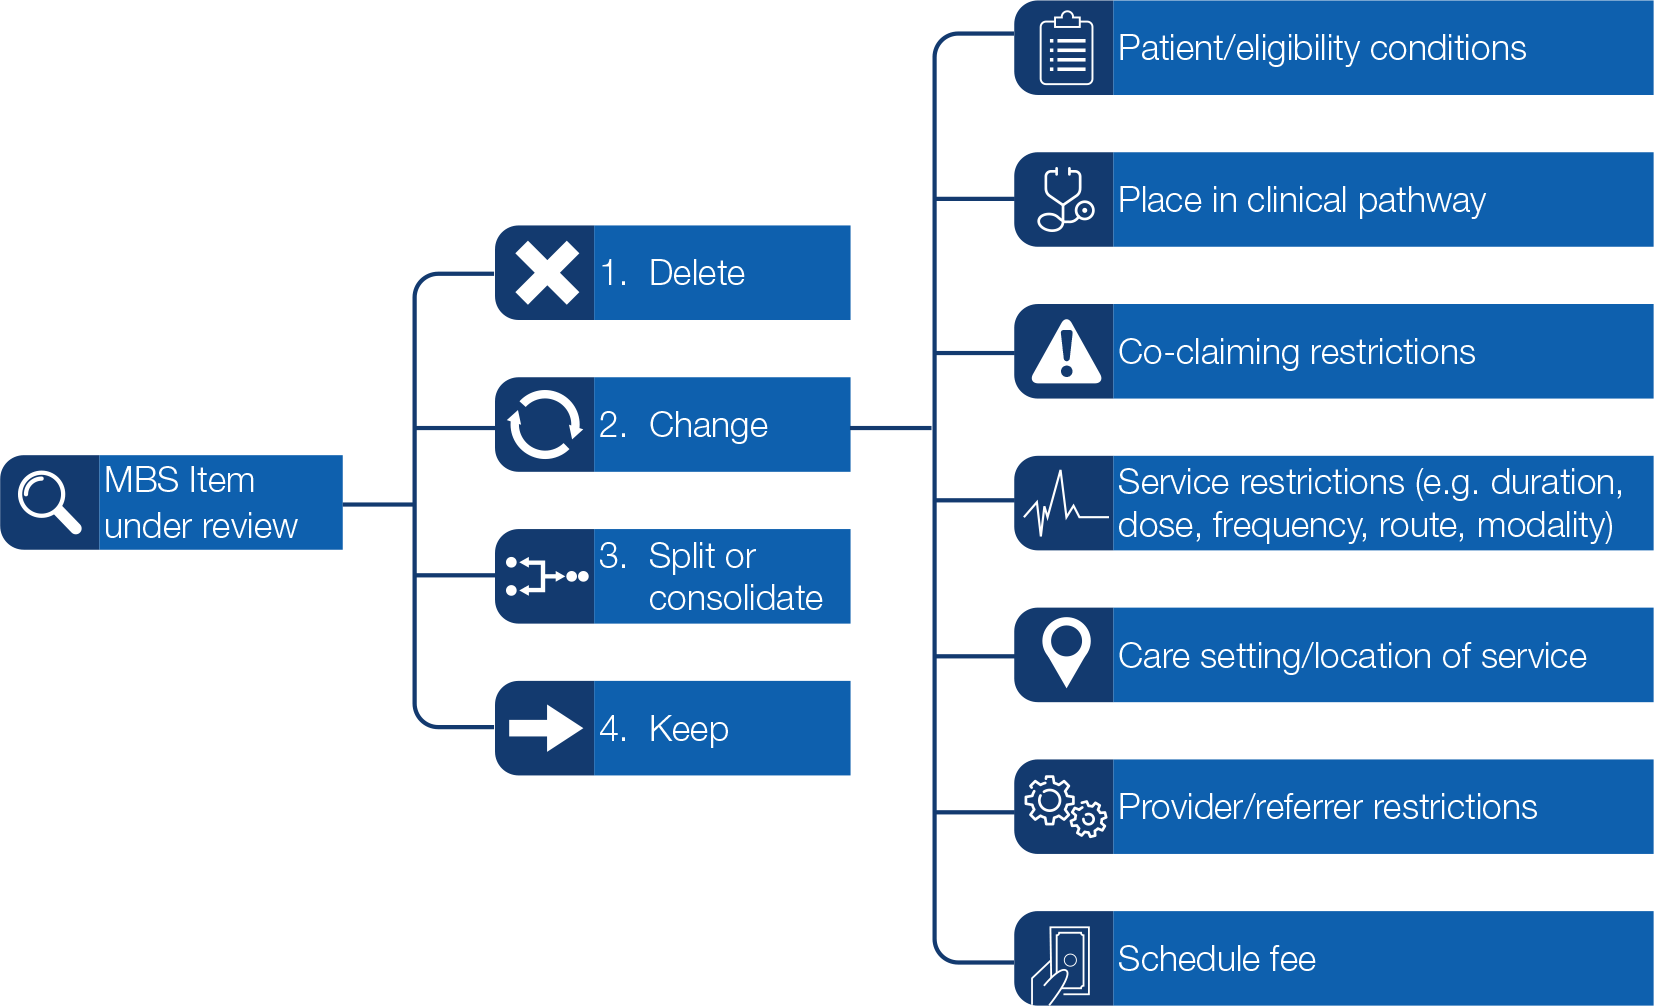 MBS Item
under review
1. Delete
2. Change
3. Split or
consolidate
4. Keep
Patient/eligibility conditions
Place in clinical pathway
Co-claiming restrictions
Service restrictions (e.g. duration,
dose, frequency, route, modality)
Care setting/location of service
Provider/referrer restrictions
Schedule fee